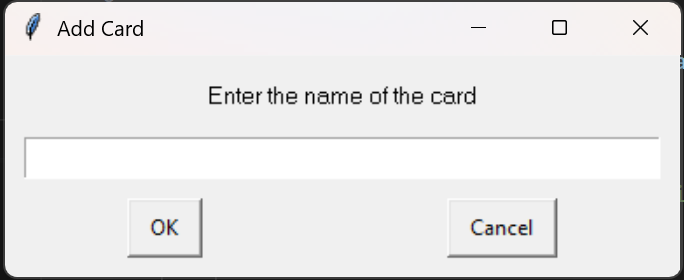 Add Card
Enter the name of the card
OK
Cancel